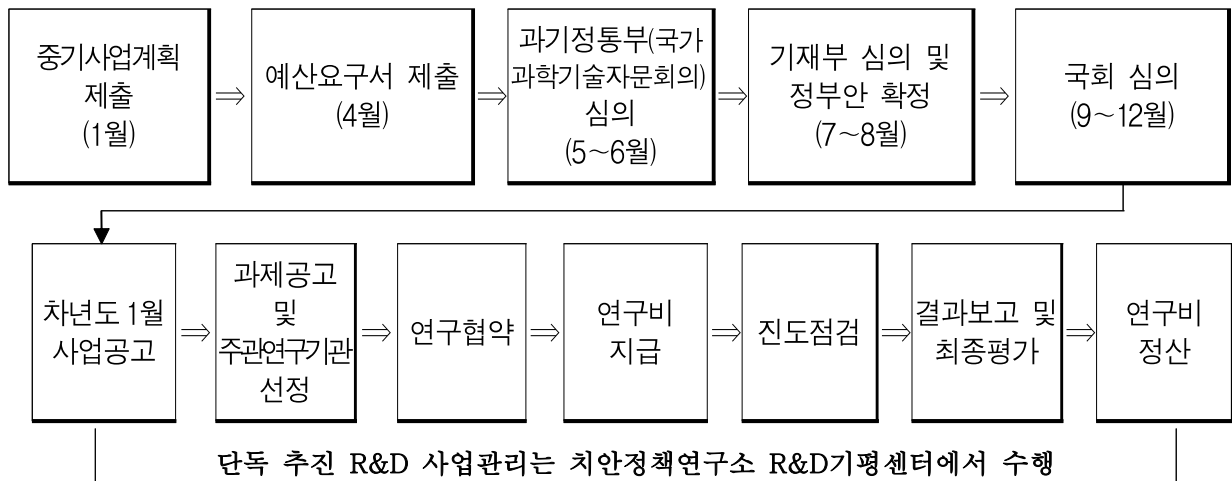 중기사업계획
제출
(1월)
⇒
예산요구서 제출
(4월)
⇒
과기정통부(국가
과학기술자문회의)
심의
(5~6월)
⇒
기재부 심의 및
정부안 확정
(7~8월)
⇒
국회 심의
(9~12월)
차년도 1월
사업공고
⇒
과제공고
및
주관연구기관
선정
⇒
연구협약
⇒
연구비
지급
⇒
진도점검
⇒
결과보고 및
최종평가
⇒
연구비
정산
단독 추진 R&D 사업관리는 치안정책연구소 R&D기평센터에서 수행